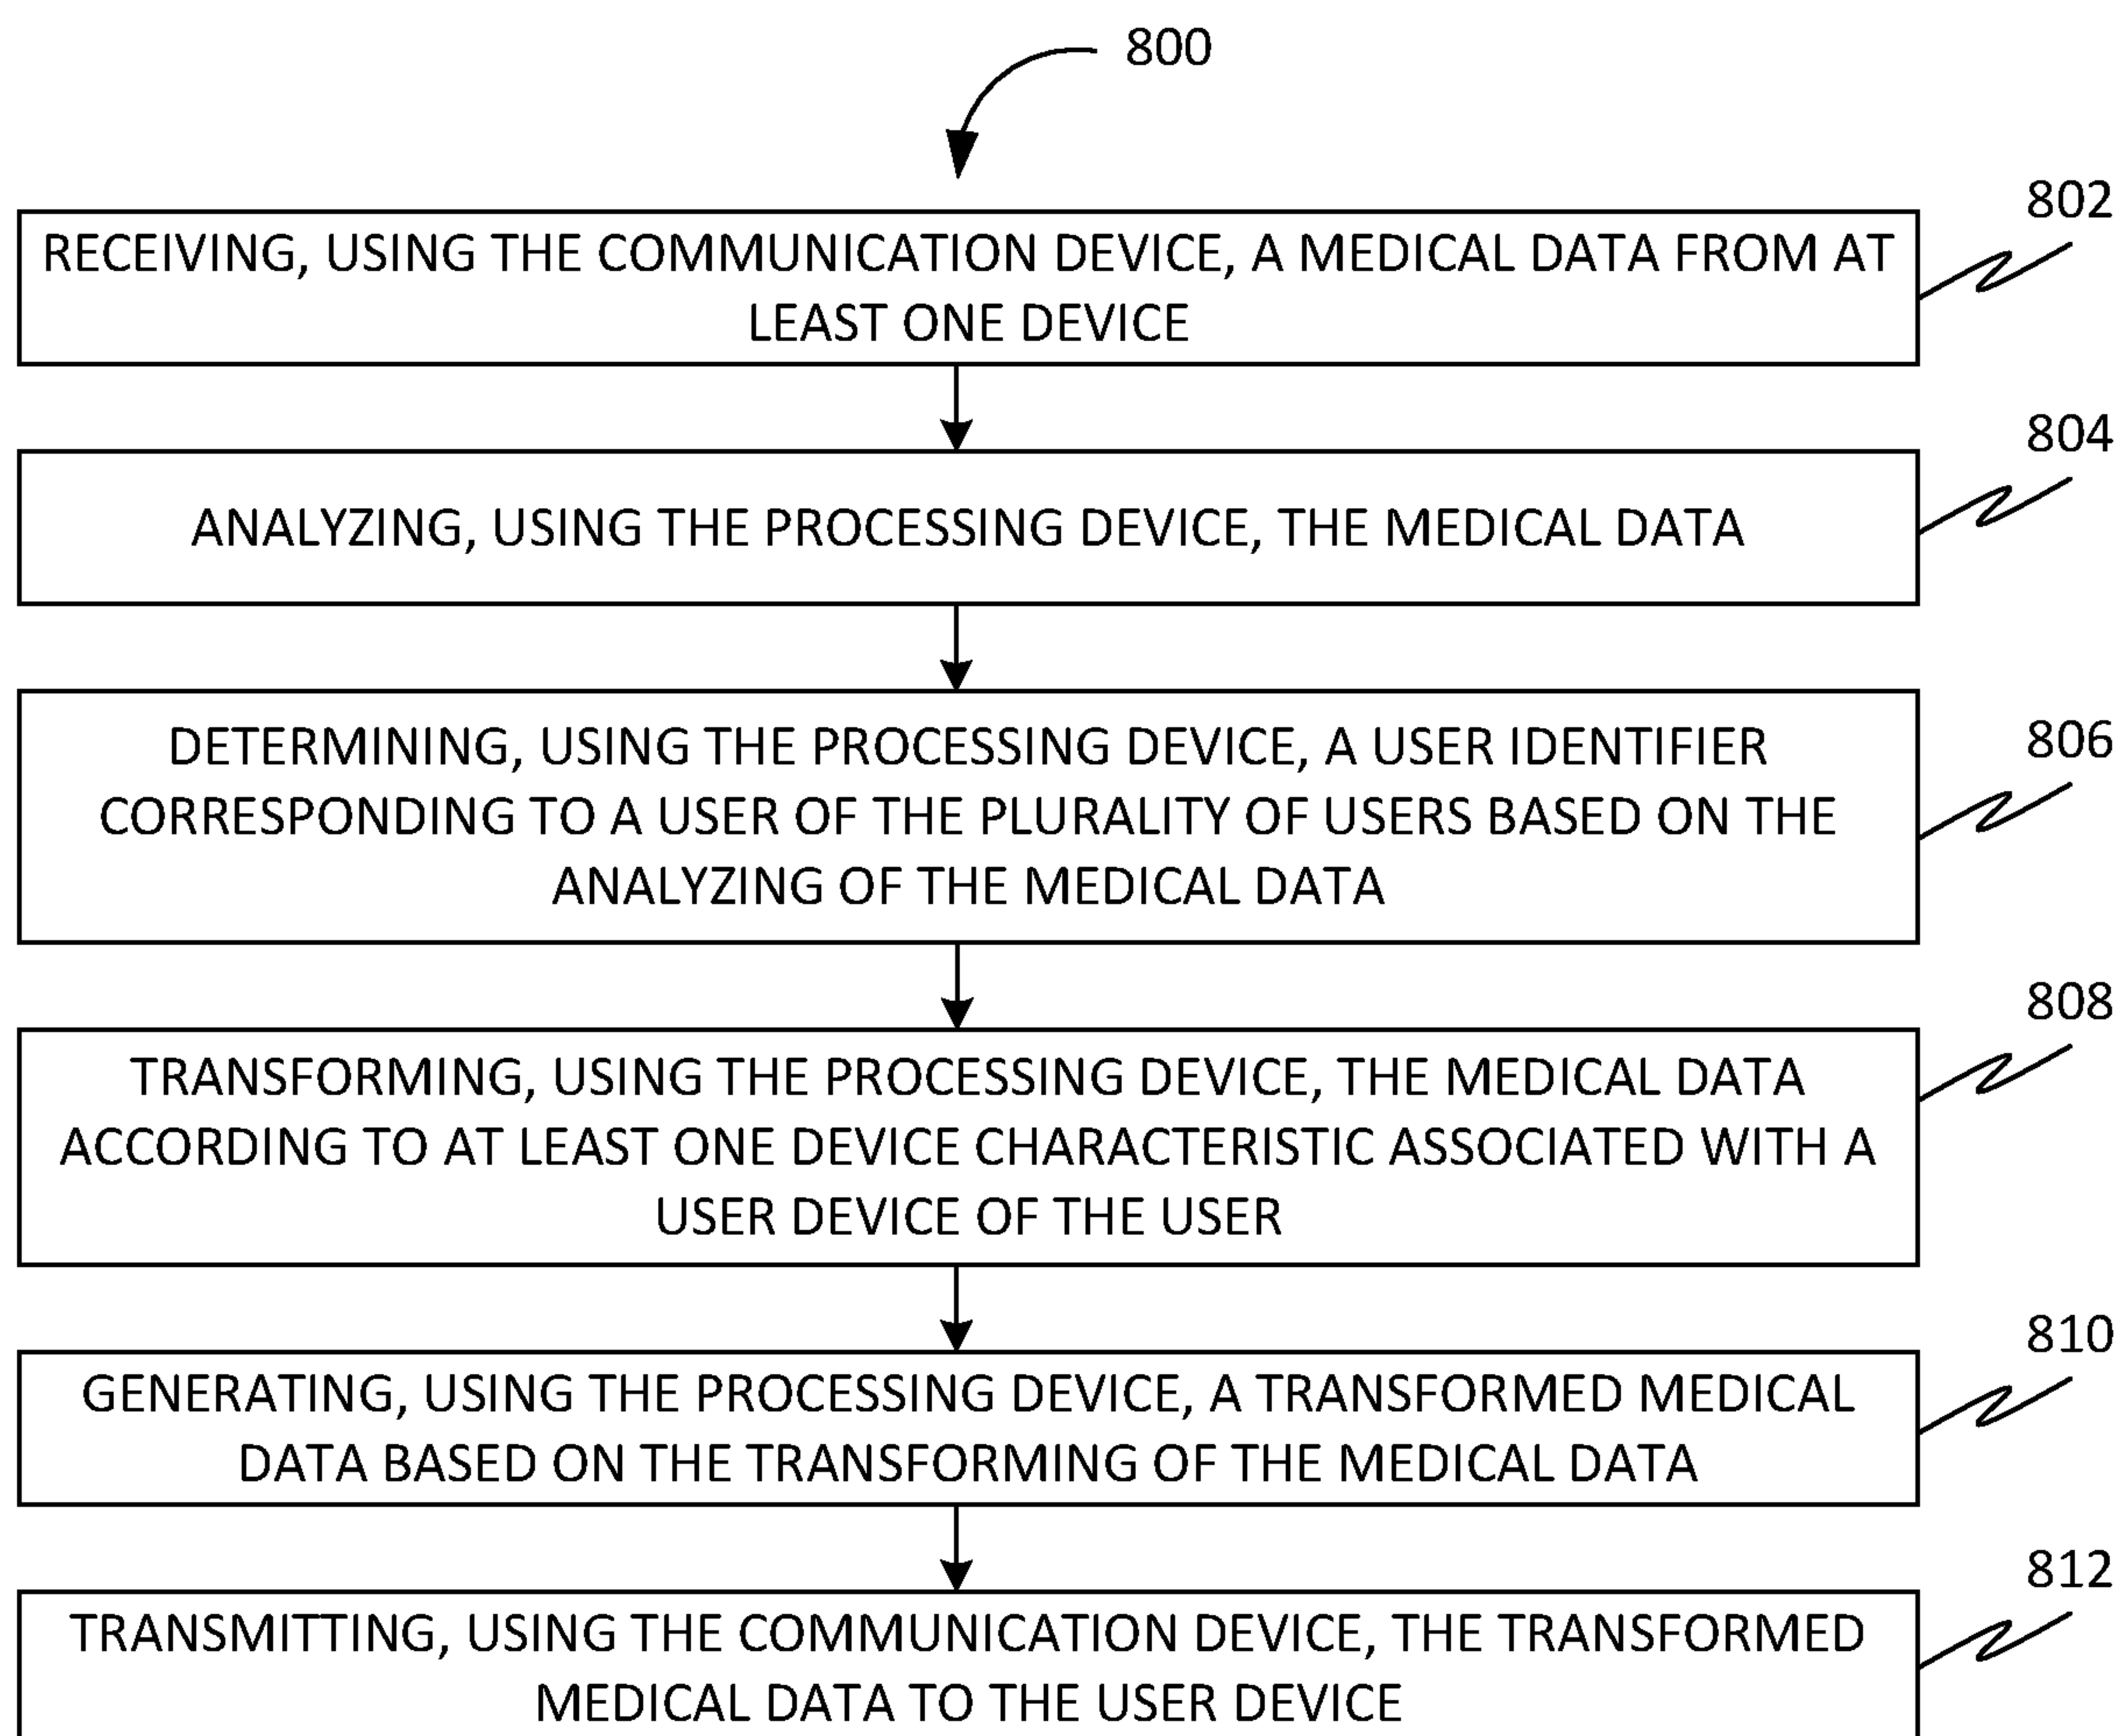 800
802
RECEIVING, USING THE COMMUNICATION DEVICE, A MEDICAL DATA FROM AT
LEAST ONE DEVICE
804
ANALYZING, USING THE PROCESSING DEVICE, THE MEDICAL DATA
806
DETERMINING, USING THE PROCESSING DEVICE, A USER IDENTIFIER
CORRESPONDING TO A USER OF THE PLURALITY OF USERS BASED ON THE
ANALYZING OF THE MEDICAL DATA
808
TRANSFORMING, USING THE PROCESSING DEVICE, THE MEDICAL DATA
ACCORDING TO AT LEAST ONE DEVICE CHARACTERISTIC ASSOCIATED WITH A
USER DEVICE OF THE USER
810
GENERATING, USING THE PROCESSING DEVICE, A TRANSFORMED MEDICAL
DATA BASED ON THE TRANSFORMING OF THE MEDICAL DATA
812
TRANSMITTING, USING THE COMMUNICATION DEVICE, THE TRANSFORMED
MEDICAL DATA TO THE USER DEVICE